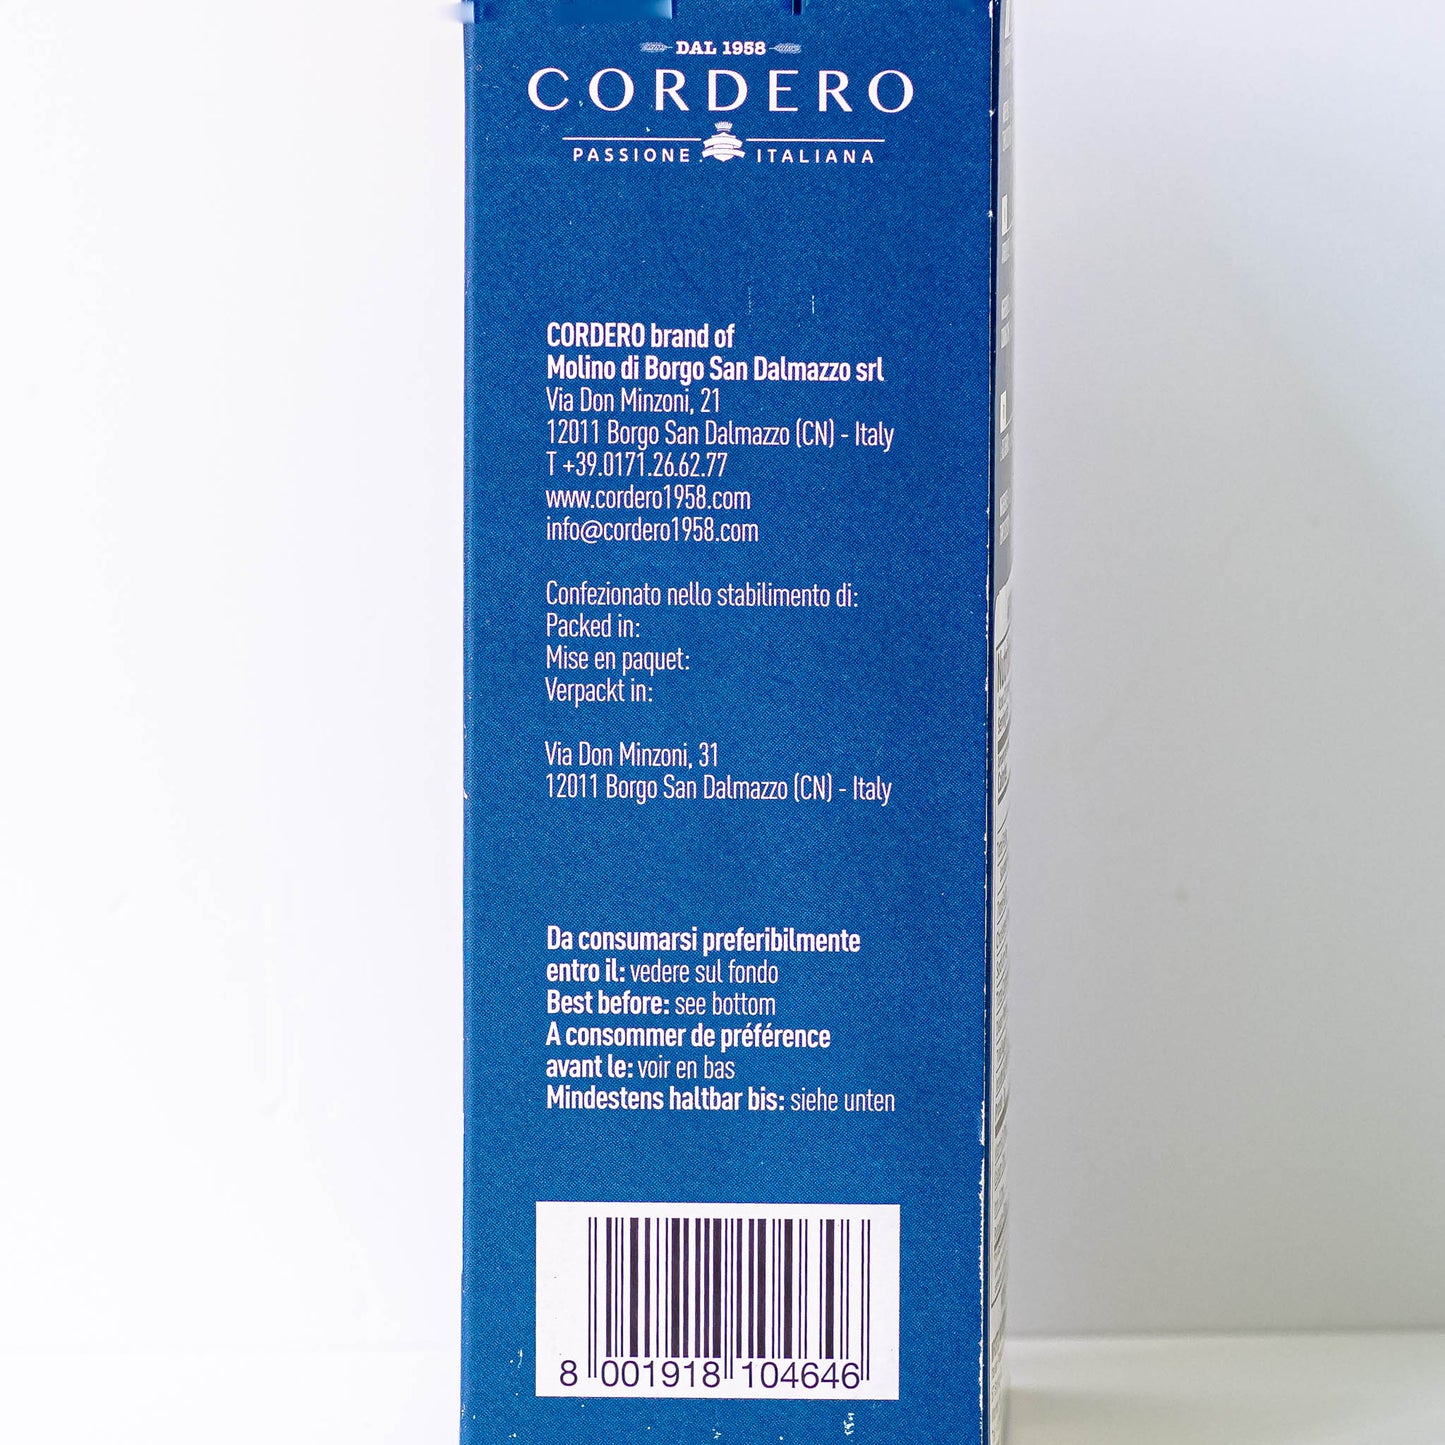 DAL 1958
CORDERO
PASSIONE ITALIANA
CORDERO brand of
Molino di Borgo San Dalmazzo srl
Via Don Minzoni, 21
12011 Borgo San Dalmazzo (CN) - Italy
T +39.0171.26.62.77
www.cordero1958.com
info@cordero1958.com
Confezionato nello stabilimento di:
Packed in:
Mise en paquet:
Verpackt in:
Via Don Minzoni, 31
12011 Borgo San Dalmazzo (CN) - Italy
Da consumarsi preferibilmente
entro il: vedere sul fondo
Best before: see bottom
A consommer de préférence
avant le: voir en bas
Mindestens haltbar bis: siehe unten
8 001918 104646